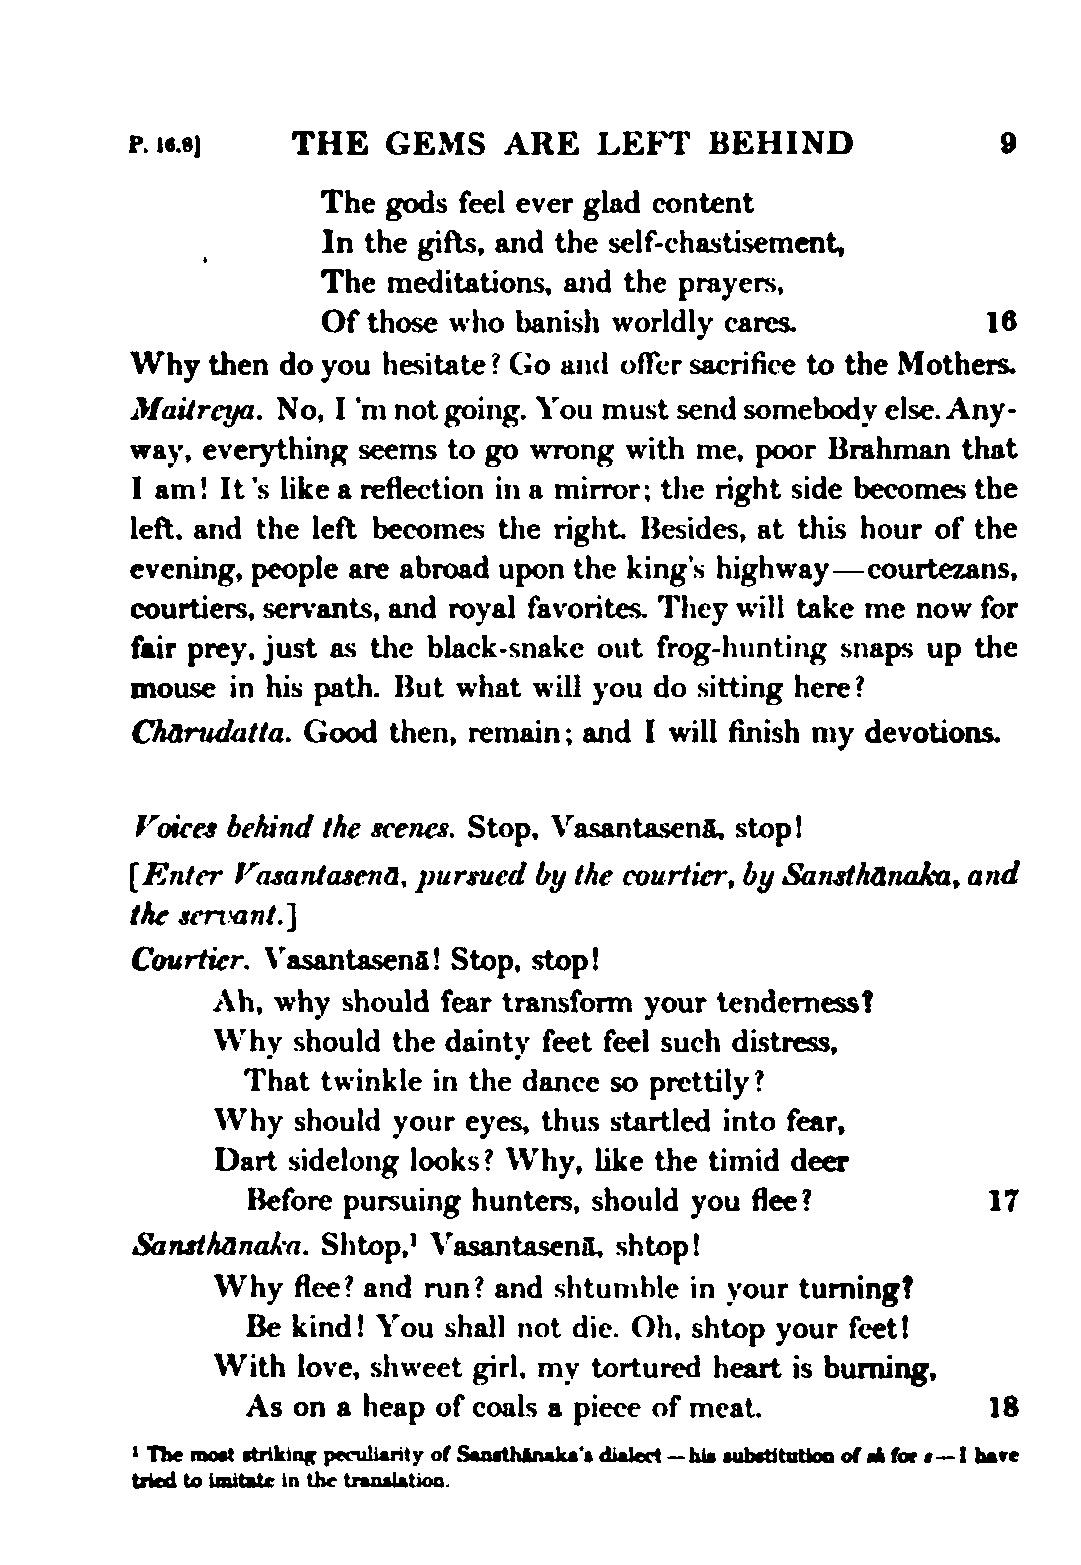 P. 16.8] THE GEMS ARE LEFT BEHIND 9
The gods feel ever glad content
In the gifts, and the self-chastisement,
The meditations, and the prayers,
Of those who banish worldly cares. 16
Why then do you hesitate? Go and offer sacrifice to the Mothers.
Maitreya. No, I 'm not going. You must send somebody else. Any-
way, everything seems to go wrong with me, poor Brahman that
I am! It 's like a reflection in a mirror; the right side becomes the
left, and the left becomes the right. Besides, at this hour of the
evening, people are abroad upon the king's highway—courtezans,
courtiers, servants, and royal favorites. They will take me now for
fair prey, just as the black-snake out frog-hunting snaps up the
mouse in his path. But what will you do sitting here?
Chārudatta. Good then, remain; and I will finish my devotions.
Voices behind the scenes. Stop, Vasantasenā, stop!
[Enter Vasantasenā, pursued by the courtier, by Sansthānaka, and
the servant.]
Courtier. Vasantasenā! Stop, stop!
Ah, why should fear transform your tenderness?
Why should the dainty feet feel such distress,
That twinkle in the dance so prettily?
Why should your eyes, thus startled into fear,
Dart sidelong looks? Why, like the timid deer
Before pursuing hunters, should you flee? 17
Sansthānaka. Shtop,¹ Vasantasenā, shtop!
Why flee? and run? and shtumble in your turning?
Be kind! You shall not die. Oh, shtop your feet!
With love, shweet girl, my tortured heart is burning,
As on a heap of coals a piece of meat. 18
¹ The most striking peculiarity of Sansthānaka's dialect — his substitution of sh for s — I have
tried to imitate in the translation.